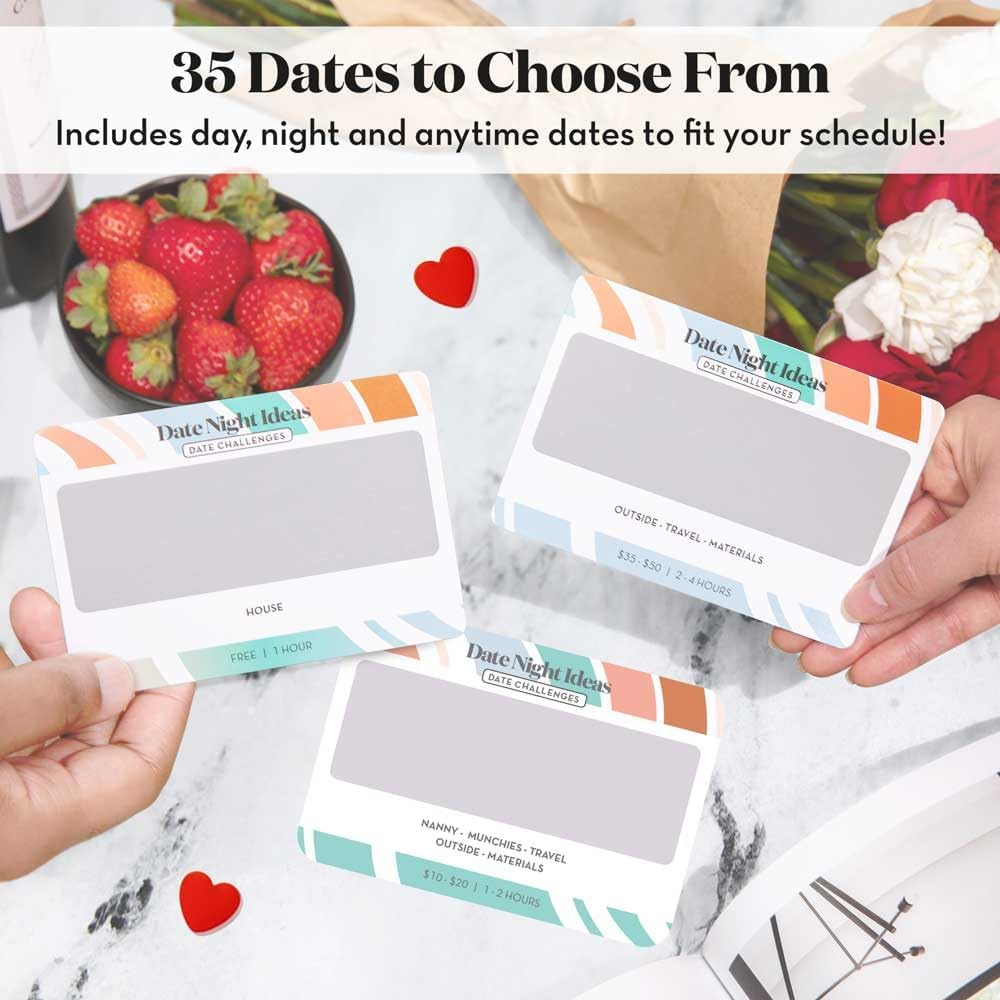 35 Dates to Choose From
Includes day, night and anytime dates to fit your schedule!
Date Night Ideas
DATE CHALLENGES
HOUSE
FREE | 1 HOUR
Date Night Ideas
DATE CHALLENGES
OUTSIDE - TRAVEL - MATERIALS
$35 - $50 | 2 - 4 HOURS
Date Night Ideas
DATE CHALLENGES
NANNY - MUNCHIES - TRAVEL
OUTSIDE - MATERIALS
$10 - $20 | 1 - 2 HOURS